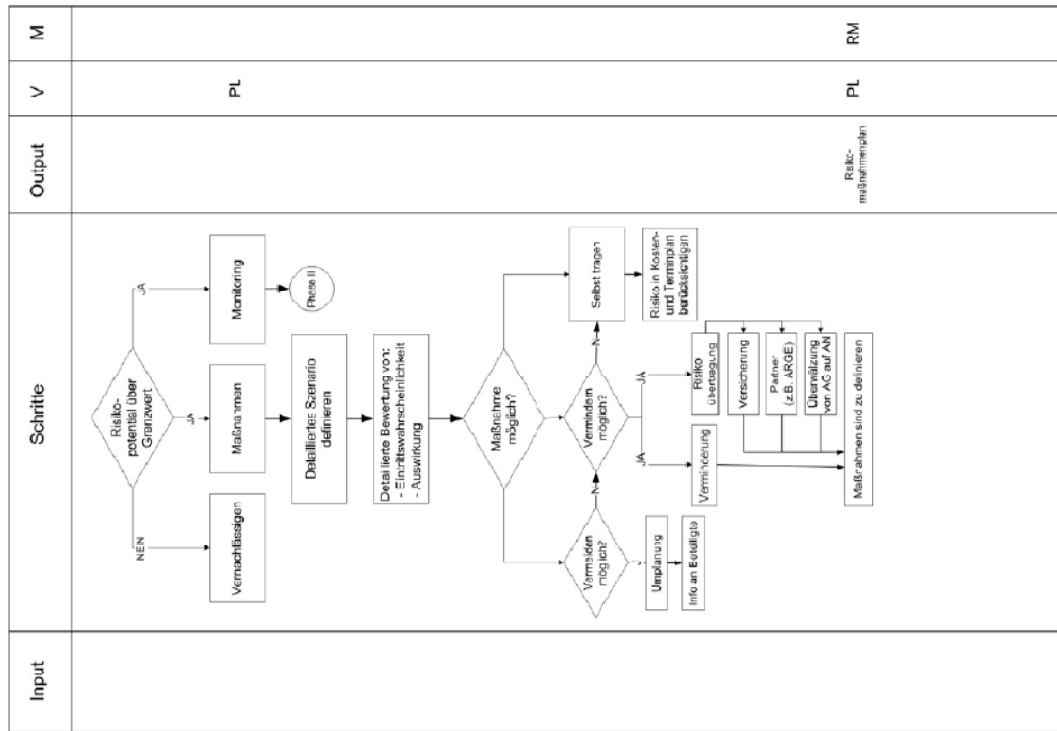 Input
Schritte
Output
V
M
Risiko-
potential über
Grenzwert
NEIN
JA
JA
Vernachlässigen
Maßnahmen
Monitoring
PL
Phase II
Detailliertes Szenario
definieren
Detaillierte Bewertung von:
- Eintrittswahrscheinlichkeit
- Auswirkung
Maßnahme
möglich?
Vermeiden
möglich?
N
Vermindern
möglich?
N
Selbst tragen
JA
JA
Umplanung
Info an Beteiligte
Verminderung
Risiko
übertragung
Risiko in Kosten-
und Terminplan
berücksichtigen
Versicherung
Partner
(z.B. ARGE)
Überwälzung
von AG auf AN
Maßnahmen sind zu definieren
Risiko-
maßnahmenplan
PL
RM